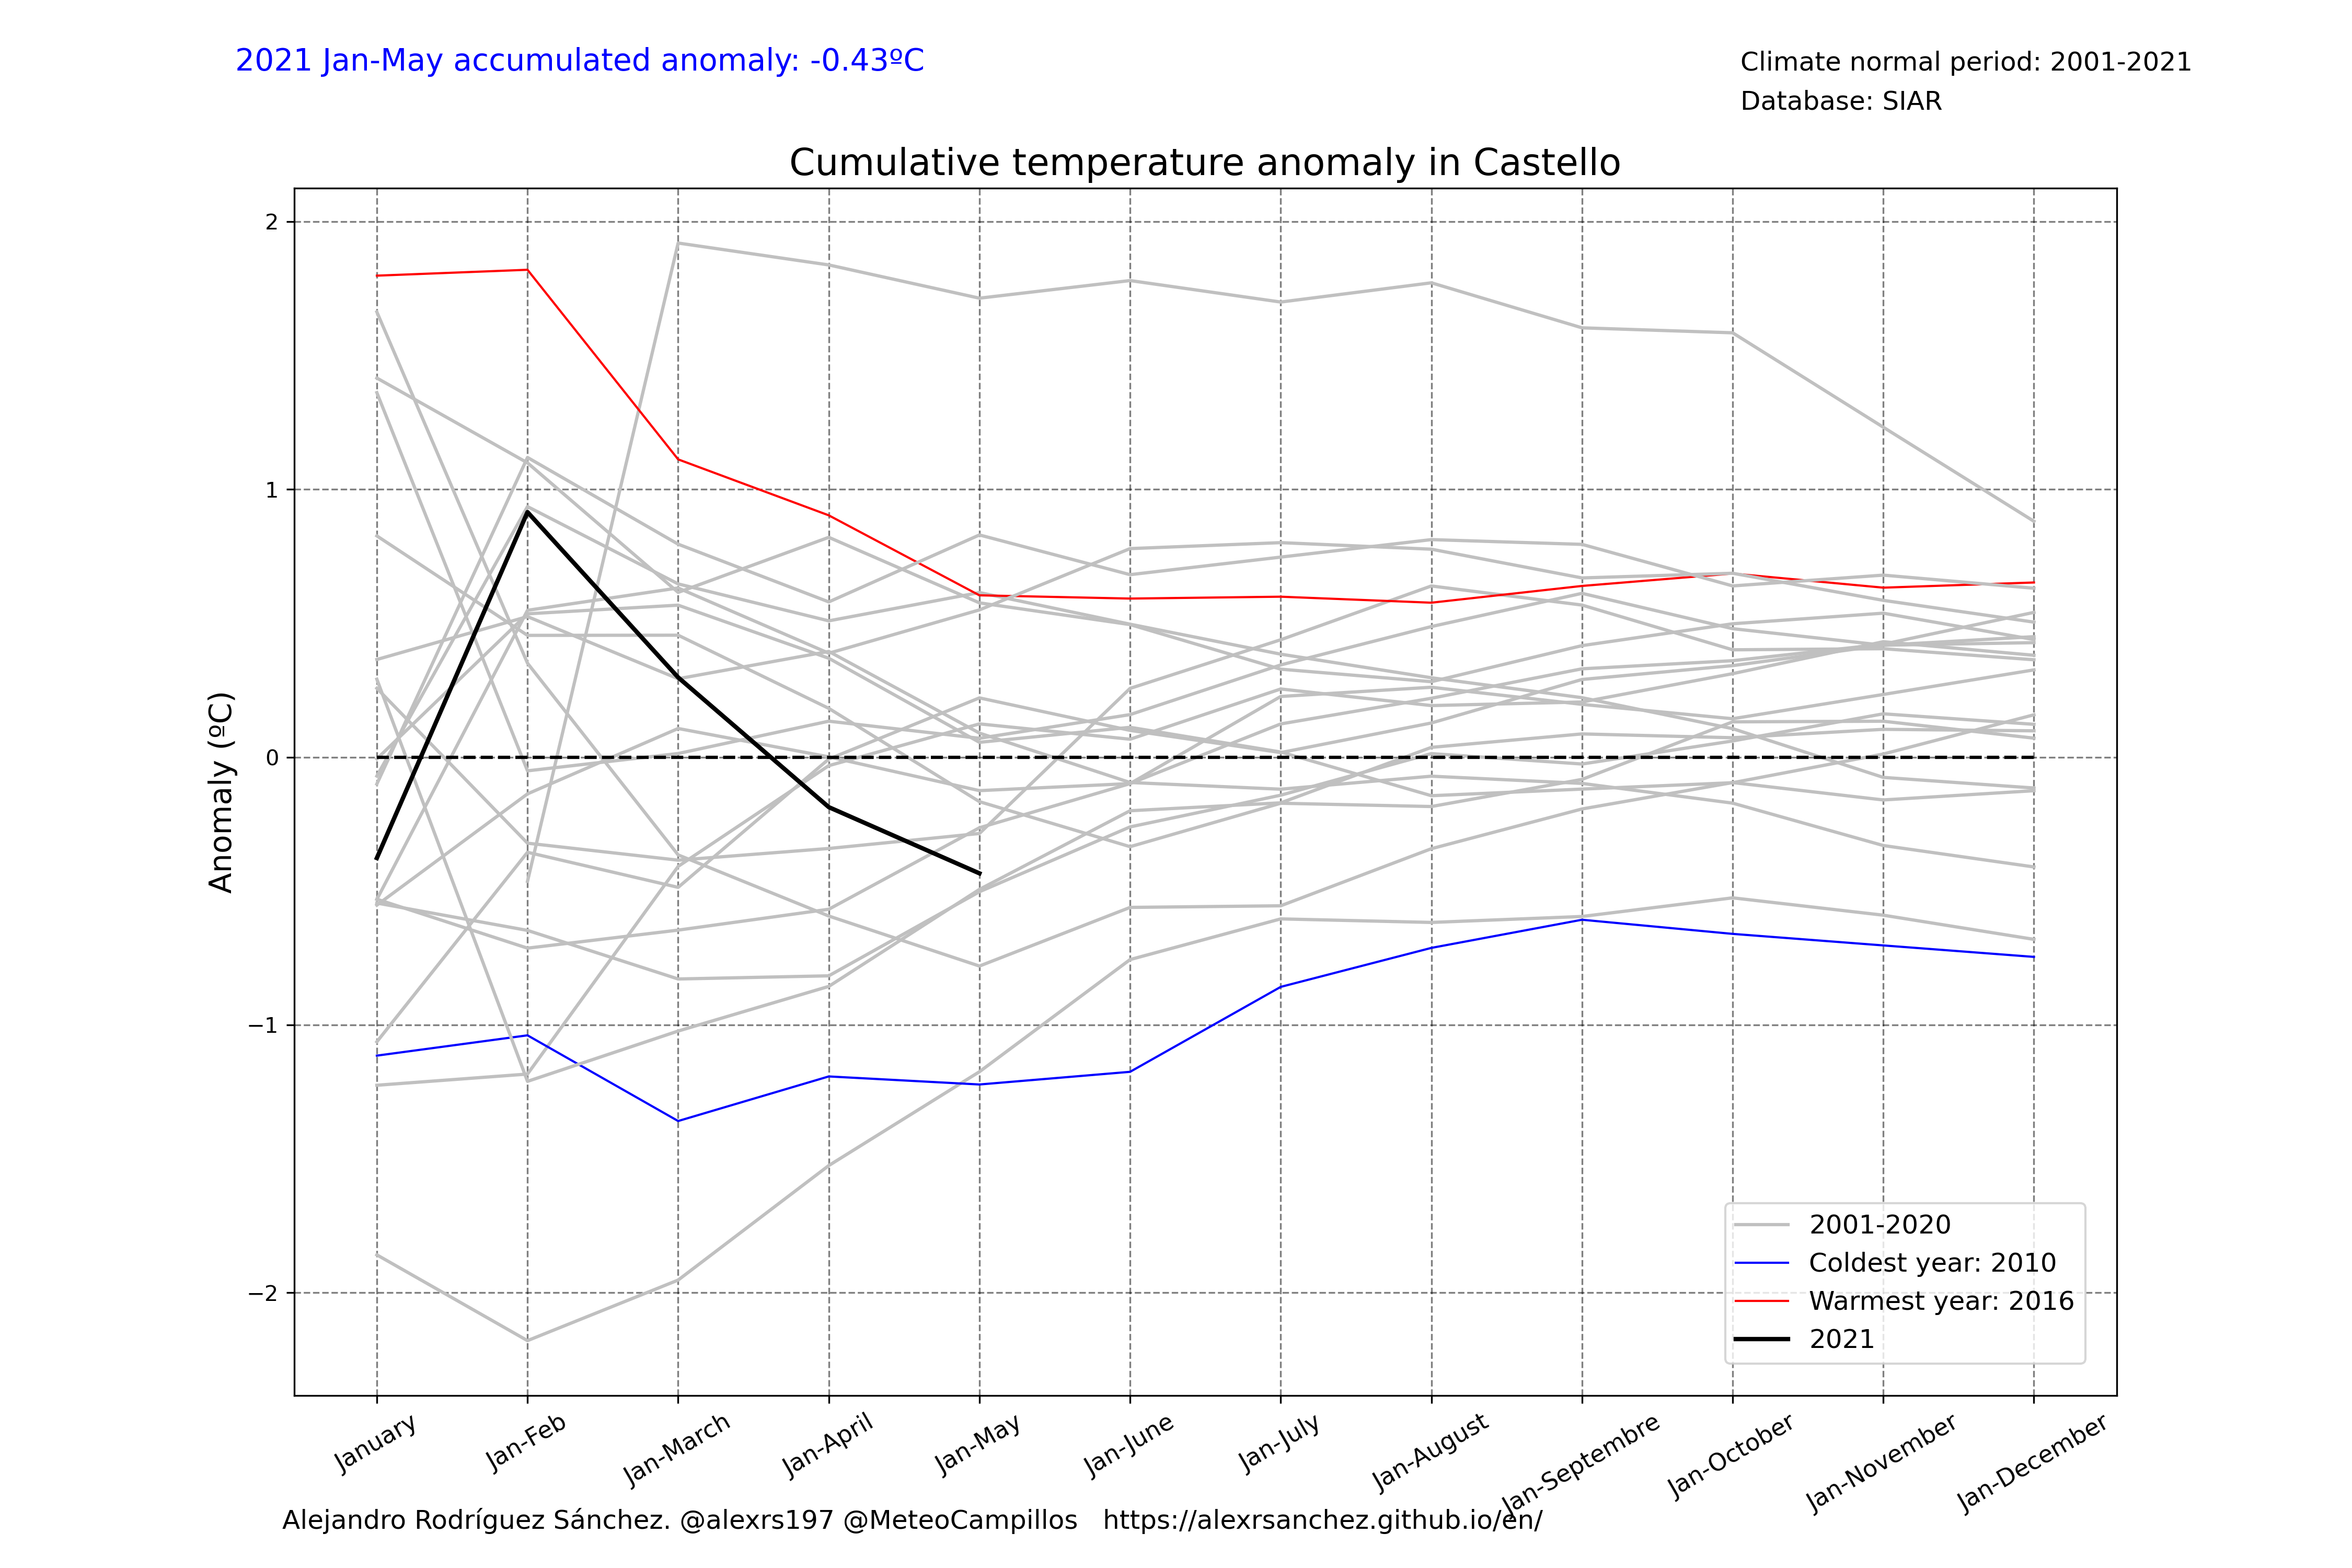 2021 Jan-May accumulated anomaly: -0.43ºC
Climate normal period: 2001-2021
Database: SIAR
Cumulative temperature anomaly in Castello
Anomaly (ºC)
2
1
0
−1
−2
2001-2020
Coldest year: 2010
Warmest year: 2016
2021
January
Jan-Feb
Jan-March
Jan-April
Jan-May
Jan-June
Jan-July
Jan-August
Jan-Septembre
Jan-October
Jan-November
Jan-December
Alejandro Rodríguez Sánchez. @alexrs197 @MeteoCampillos https://alexrsanchez.github.io/en/